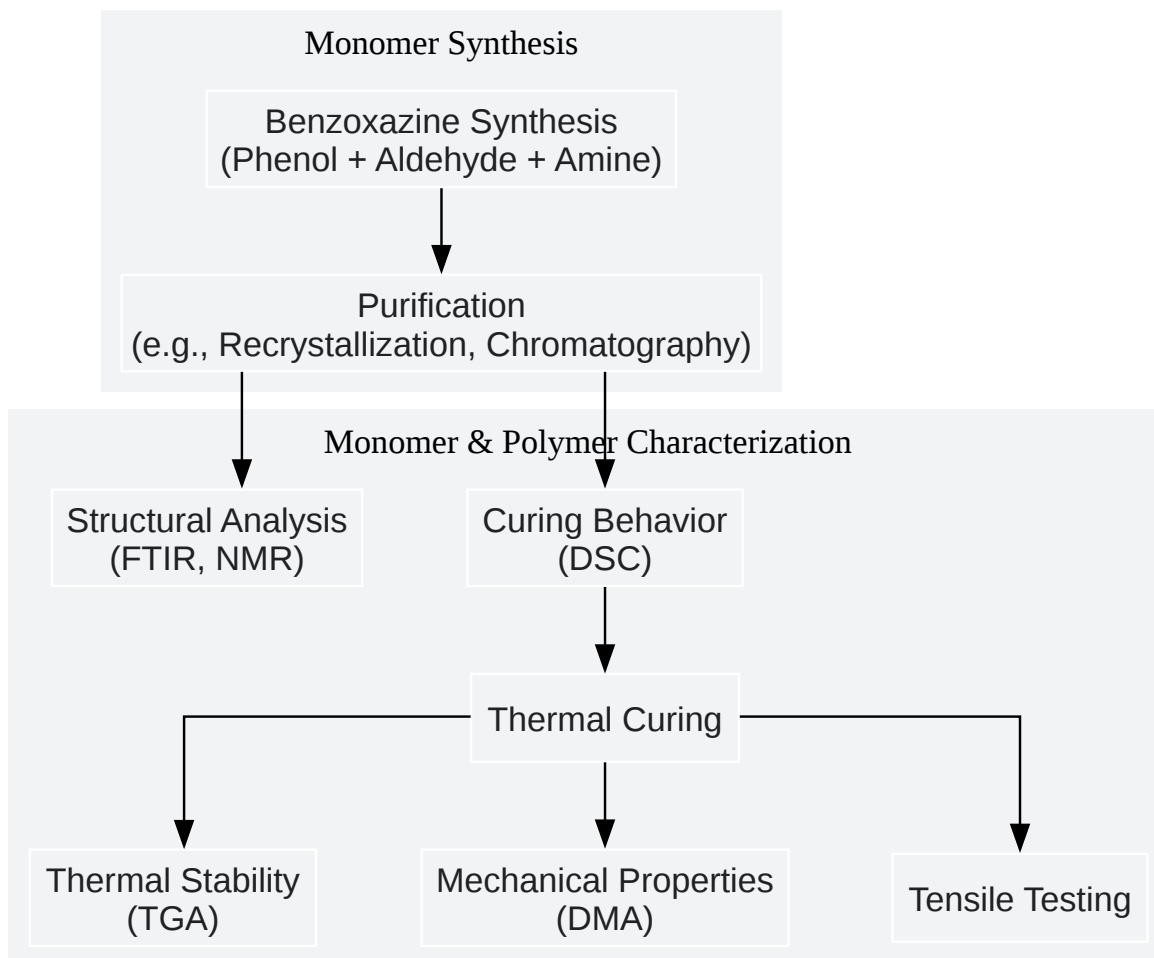 Monomer Synthesis
Benzoxazine Synthesis
(Phenol + Aldehyde + Amine)
Purification
(e.g., Recrystallization, Chromatography)
Monomer & Polymer Characterization
Structural Analysis
(FTIR, NMR)
Curing Behavior
(DSC)
Thermal Curing
Thermal Stability
(TGA)
Mechanical Properties
(DMA)
Tensile Testing